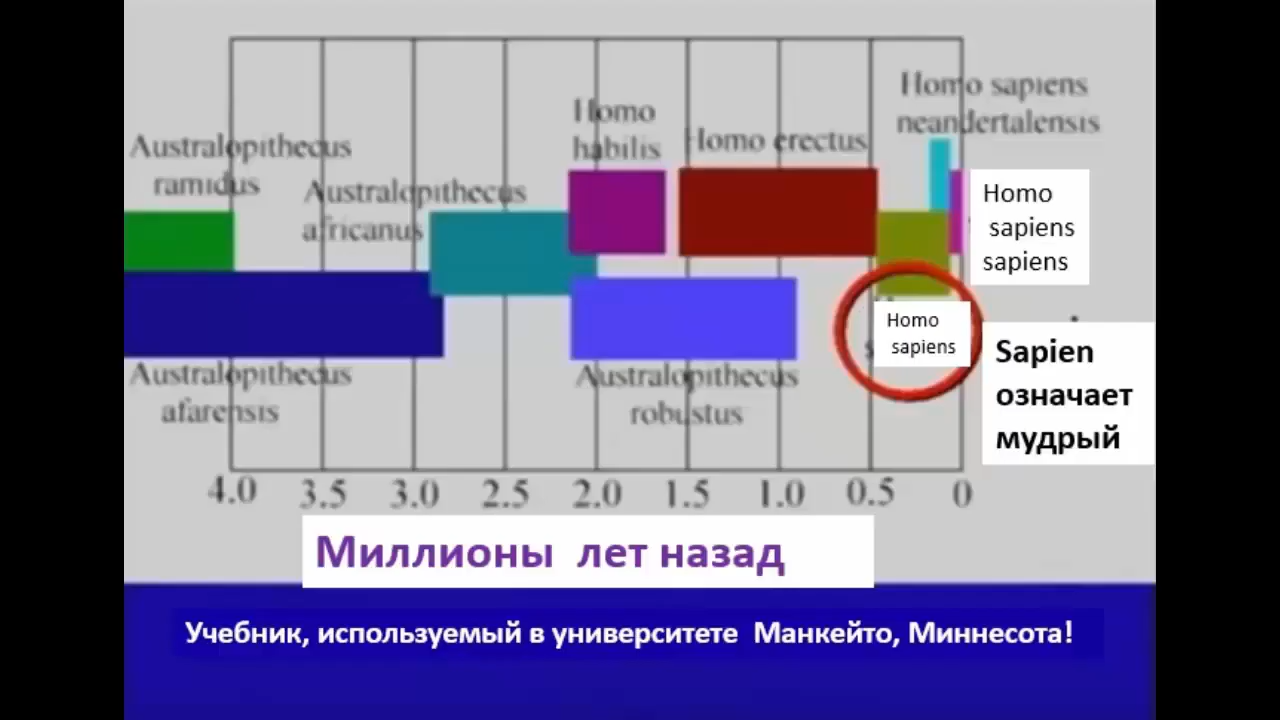 Homo sapiens
neandertalensis
Homo
habilis
Homo erectus
Australopithecus
ramidus
Australopithecus
africanus
Homo
sapiens
sapiens
Homo
sapiens
Sapien
означает
мудрый
Australopithecus
afarensis
Australopithecus
robustus
4.0 3.5 3.0 2.5 2.0 1.5 1.0 0.5 0
Миллионы лет назад
Учебник, используемый в университете Манкейто, Миннесота!